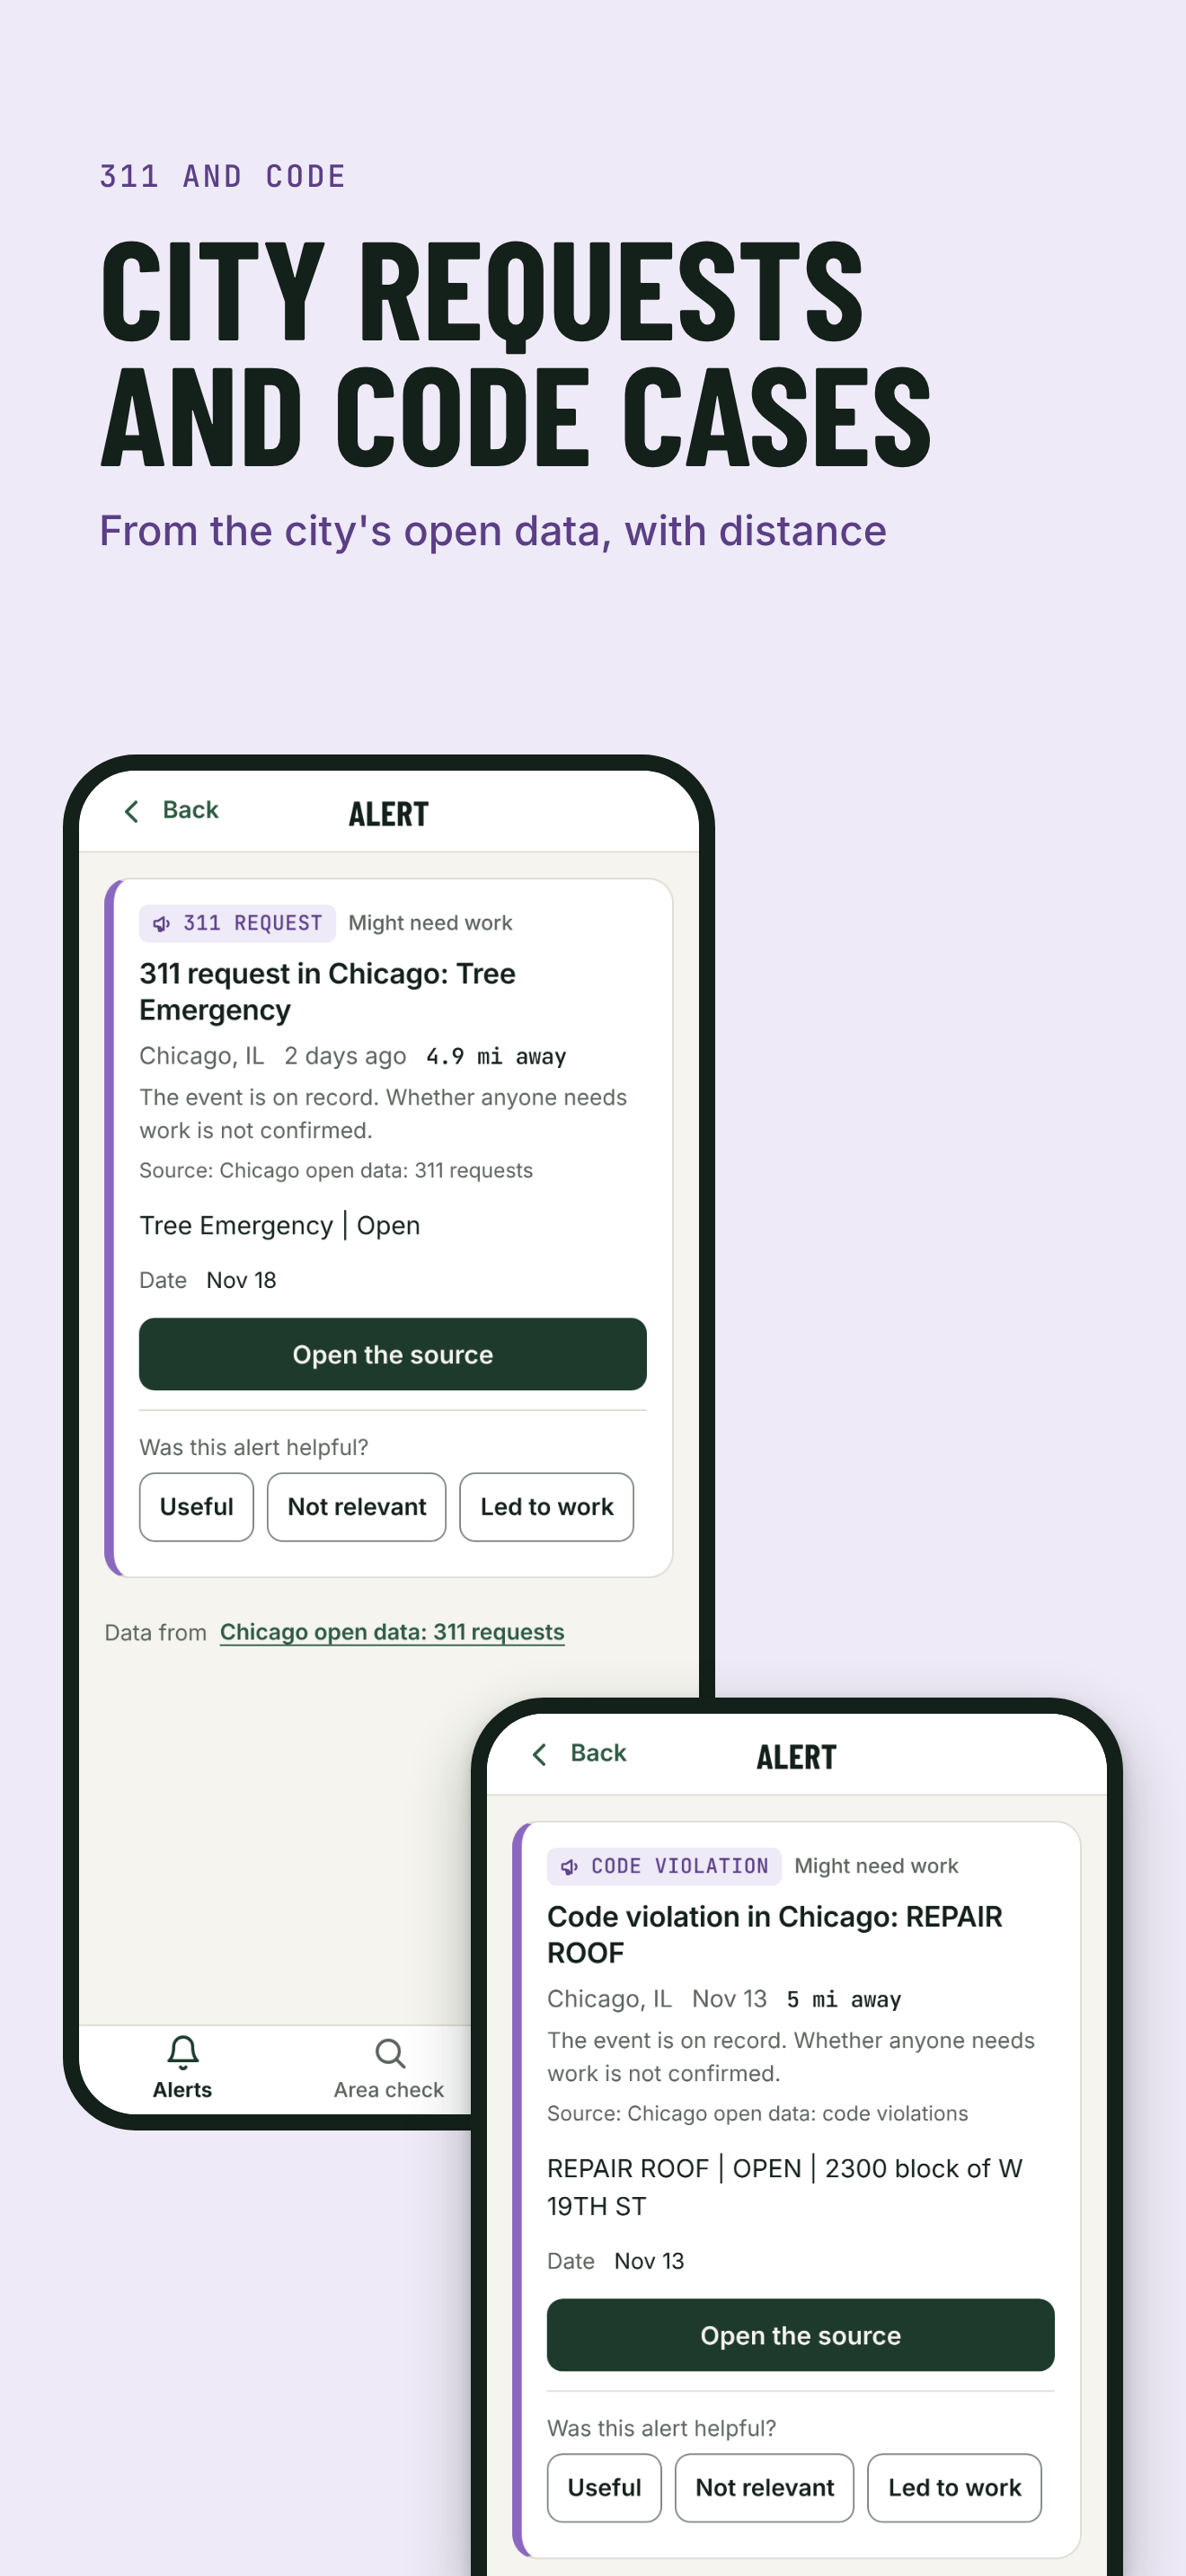 311 AND CODE
CITY REQUESTS
AND CODE CASES
From the city's open data, with distance
Back
ALERT
311 REQUEST
Might need work
311 request in Chicago: Tree
Emergency
Chicago, IL 2 days ago 4.9 mi away
The event is on record. Whether anyone needs
work is not confirmed.
Source: Chicago open data: 311 requests
Tree Emergency | Open
Date Nov 18
Open the source
Was this alert helpful?
Useful
Not relevant
Led to work
Data from Chicago open data: 311 requests
Alerts
Area check
Back
ALERT
CODE VIOLATION
Might need work
Code violation in Chicago: REPAIR
ROOF
Chicago, IL Nov 13 5 mi away
The event is on record. Whether anyone needs
work is not confirmed.
Source: Chicago open data: code violations
REPAIR ROOF | OPEN | 2300 block of W
19TH ST
Date Nov 13
Open the source
Was this alert helpful?
Useful
Not relevant
Led to work